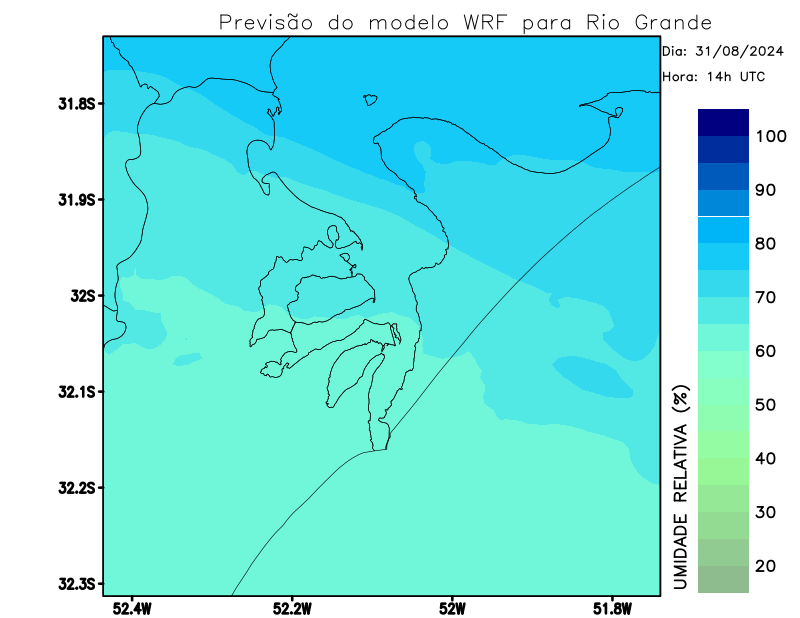 Previsão do modelo WRF para Rio Grande
Dia: 31/08/2024
Hora: 14h UTC
31.8S
31.9S
32S
32.1S
32.2S
32.3S
52.4W
52.2W
52W
51.8W
100
90
80
70
60
50
40
30
20
UMIDADE RELATIVA (%)